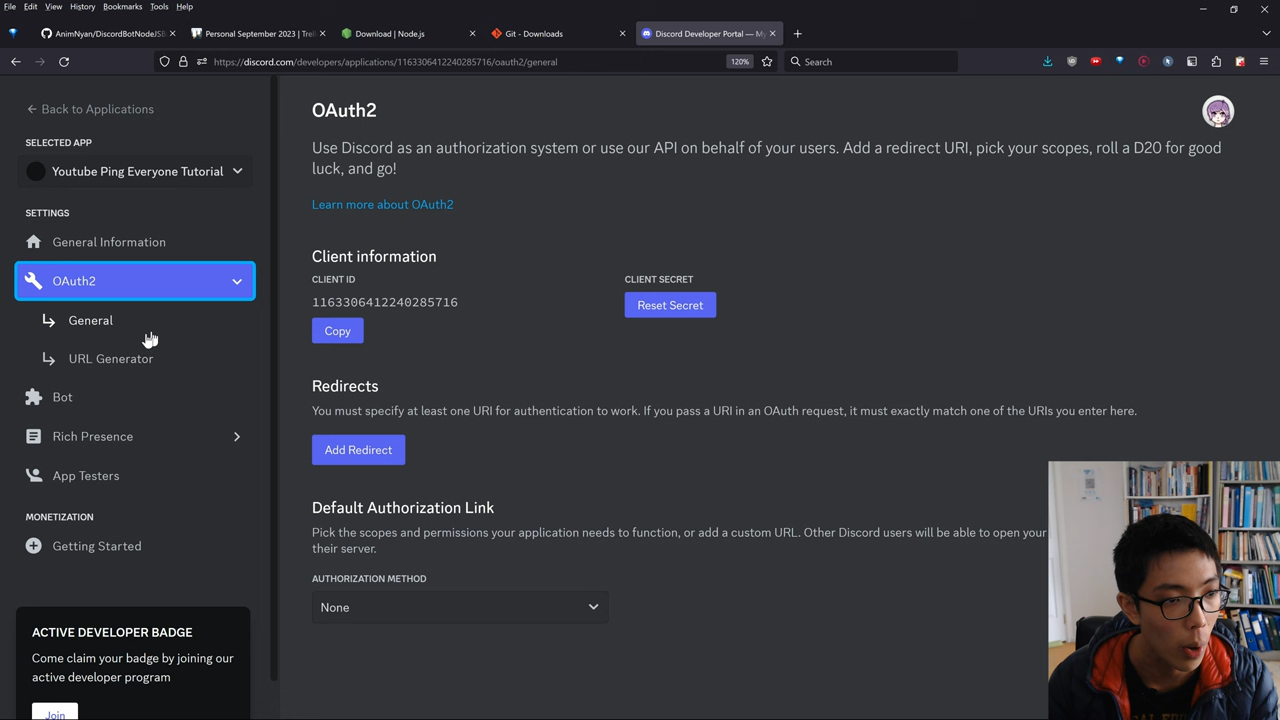 File Edit View History Bookmarks Tools Help
AnimNyan/DiscordBotNodeJSB
Personal September 2023 | Trel
Download | Node.js
Git - Downloads
Discord Developer Portal — My
https://discord.com/developers/applications/1163306412240285716/oauth2/general
120%
Search
← Back to Applications
SELECTED APP
Youtube Ping Everyone Tutorial
SETTINGS
General Information
OAuth2
General
URL Generator
Bot
Rich Presence
App Testers
MONETIZATION
Getting Started
ACTIVE DEVELOPER BADGE
Come claim your badge by joining our
active developer program
Join
OAuth2
Use Discord as an authorization system or use our API on behalf of your users. Add a redirect URI, pick your scopes, roll a D20 for good
luck, and go!
Learn more about OAuth2
Client information
CLIENT ID
1163306412240285716
Copy
CLIENT SECRET
Reset Secret
Redirects
You must specify at least one URI for authentication to work. If you pass a URI in an OAuth request, it must exactly match one of the URIs you enter here.
Add Redirect
Default Authorization Link
Pick the scopes and permissions your application needs to function, or add a custom URL. Other Discord users will be able to open your
their server.
AUTHORIZATION METHOD
None